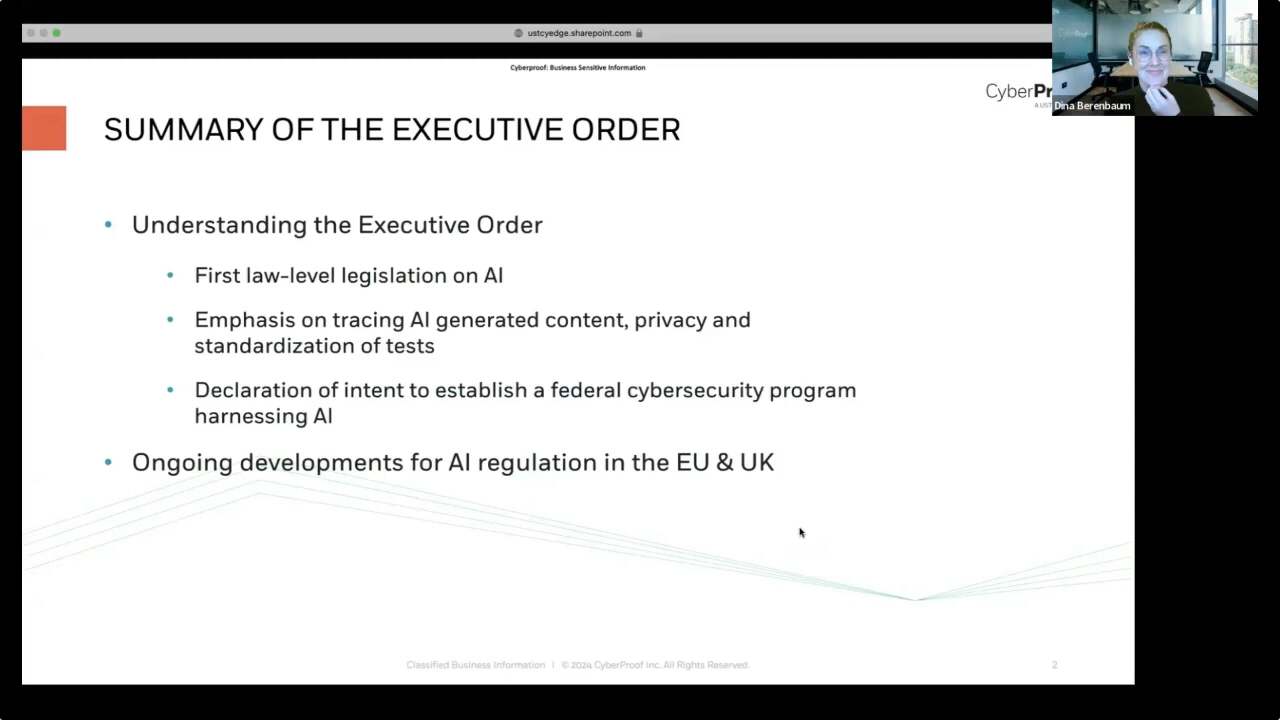 ustcyedge.sharepoint.com
Cyberproof: Business Sensitive Information
CyberPr
A UST
Dina Berenbaum
SUMMARY OF THE EXECUTIVE ORDER
• Understanding the Executive Order
• First law-level legislation on AI
• Emphasis on tracing AI generated content, privacy and
standardization of tests
• Declaration of intent to establish a federal cybersecurity program
harnessing AI
• Ongoing developments for AI regulation in the EU & UK
Classified Business Information | © 2024 CyberProof Inc. All Rights Reserved.
2